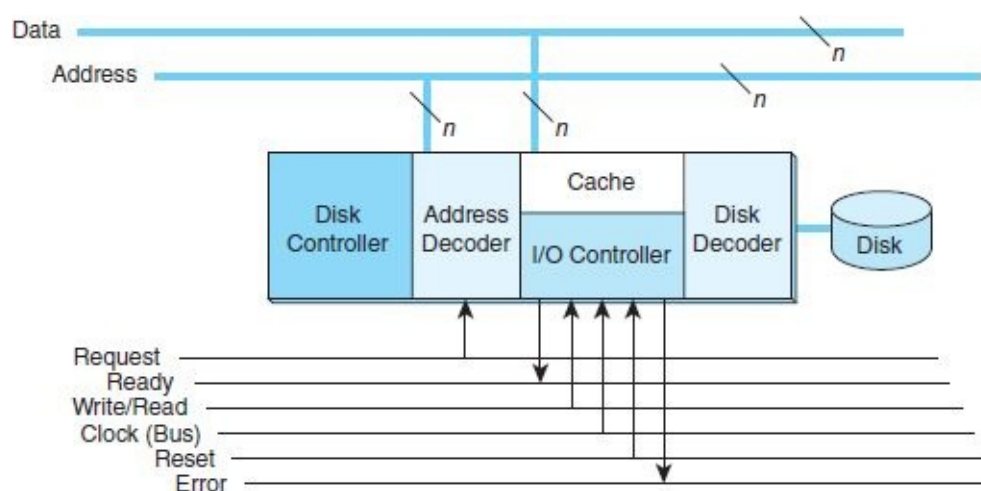 Data
n
Address
n
n
n
Disk
Controller
Address
Decoder
Cache
I/O Controller
Disk
Decoder
Disk
Request
Ready
Write/Read
Clock (Bus)
Reset
Error